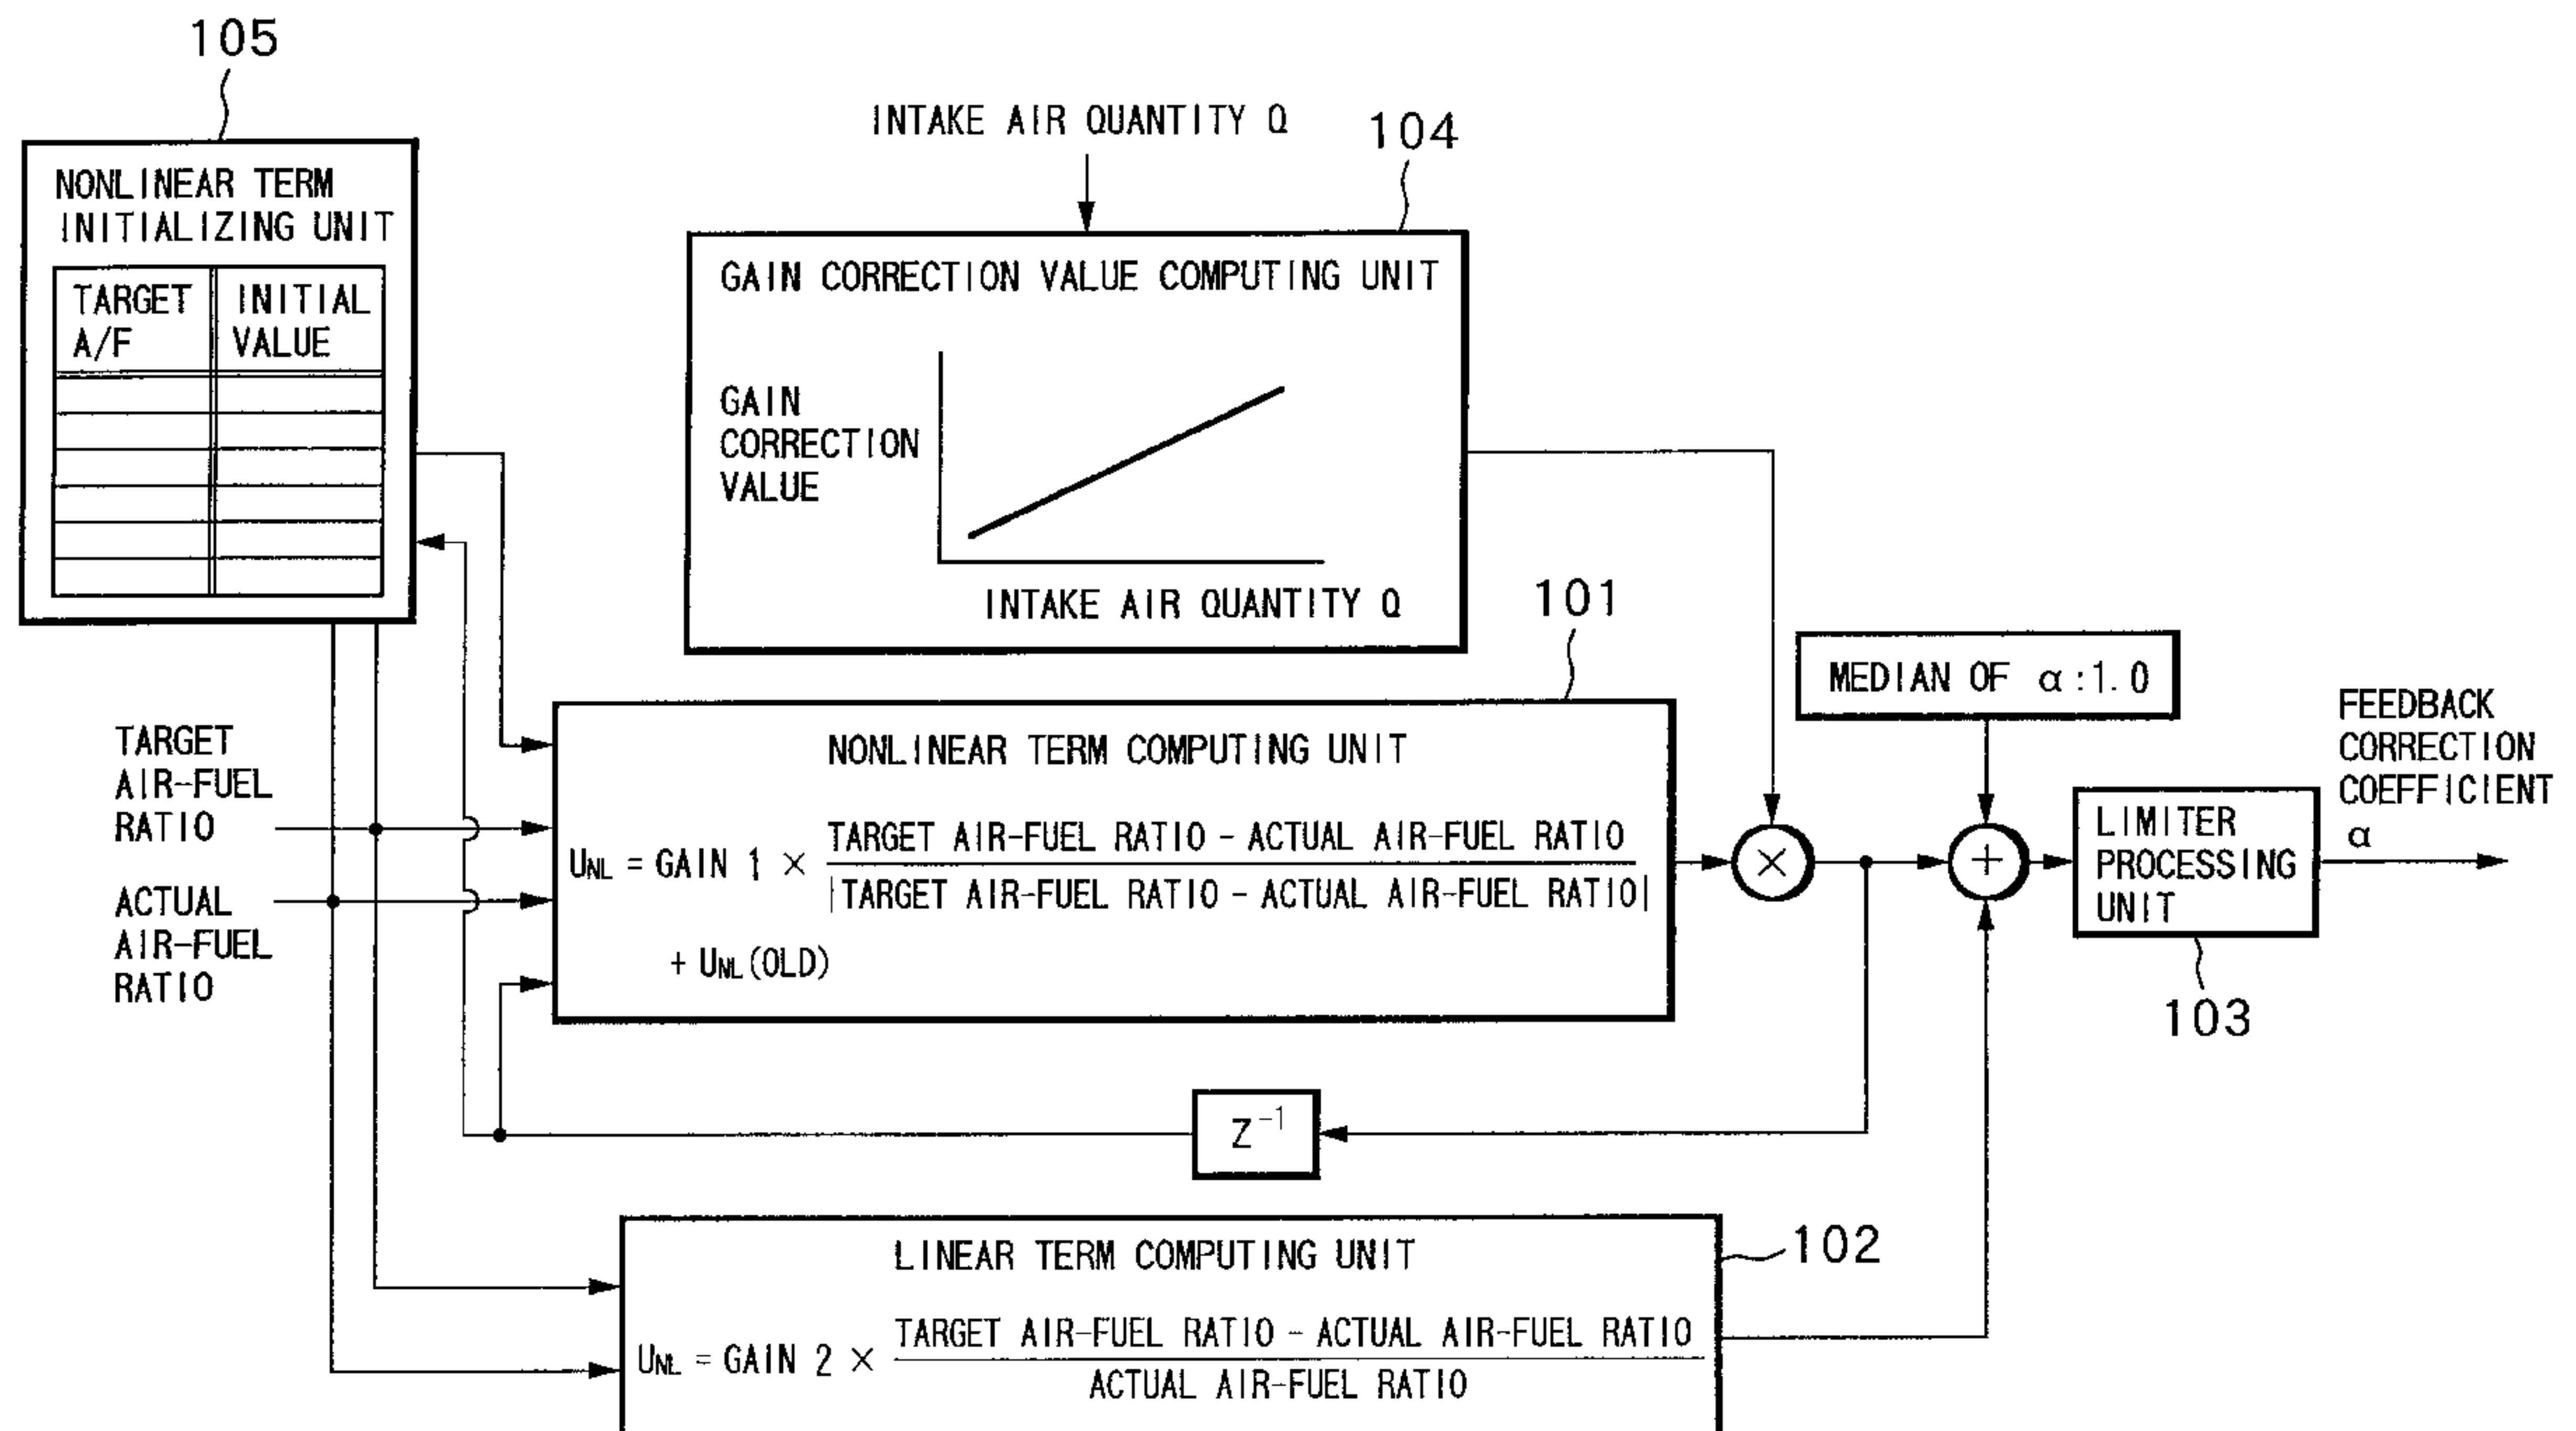 105
NONLINEAR TERM
INITIALIZING UNIT
TARGET A/F
INITIAL VALUE
INTAKE AIR QUANTITY Q
104
GAIN CORRECTION VALUE COMPUTING UNIT
GAIN
CORRECTION
VALUE
INTAKE AIR QUANTITY Q
101
NONLINEAR TERM COMPUTING UNIT
UNL = GAIN 1 × TARGET AIR-FUEL RATIO - ACTUAL AIR-FUEL RATIO
|TARGET AIR-FUEL RATIO - ACTUAL AIR-FUEL RATIO|
+ UNL (OLD)
TARGET
AIR-FUEL
RATIO
ACTUAL
AIR-FUEL
RATIO
×
MEDIAN OF α:1.0
+
LIMITER
PROCESSING
UNIT
103
FEEDBACK
CORRECTION
COEFFICIENT
α
Z⁻¹
102
LINEAR TERM COMPUTING UNIT
UNL = GAIN 2 × TARGET AIR-FUEL RATIO - ACTUAL AIR-FUEL RATIO
ACTUAL AIR-FUEL RATIO